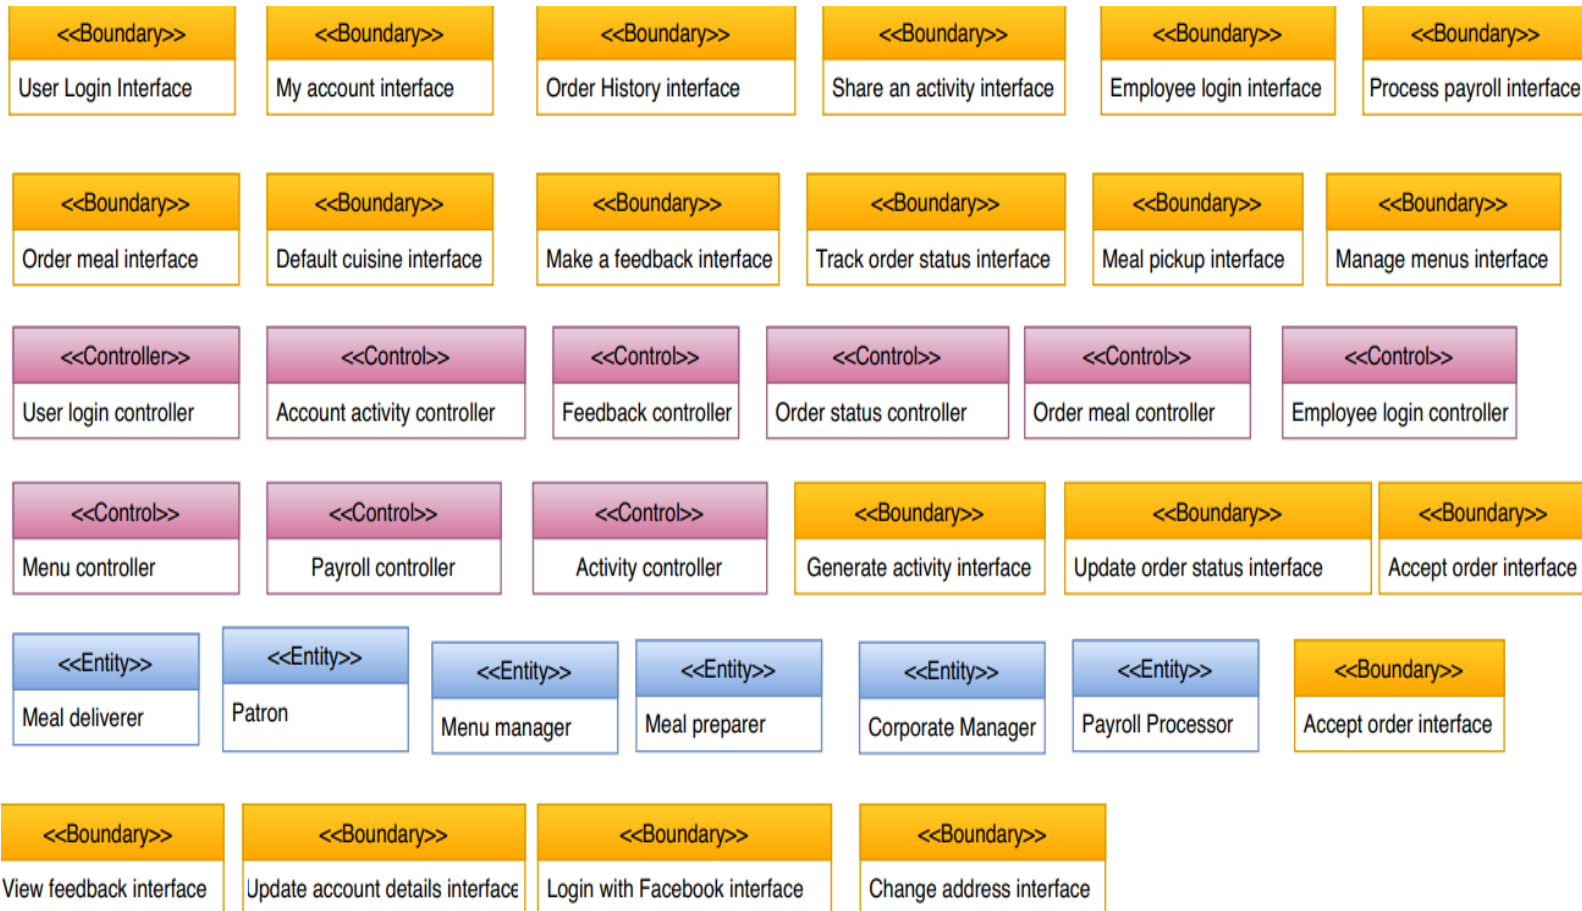 <<Boundary>> <<Boundary>> <<Boundary>> <<Boundary>> <<Boundary>> <<Boundary>>
User Login Interface My account interface Order History interface Share an activity interface Employee login interface Process payroll interface
<<Boundary>> <<Boundary>> <<Boundary>> <<Boundary>> <<Boundary>> <<Boundary>>
Order meal interface Default cuisine interface Make a feedback interface Track order status interface Meal pickup interface Manage menus interface
<<Controller>> <<Control>> <<Control>> <<Control>> <<Control>> <<Control>>
User login controller Account activity controller Feedback controller Order status controller Order meal controller Employee login controller
<<Control>> <<Control>> <<Control>> <<Boundary>> <<Boundary>> <<Boundary>>
Menu controller Payroll controller Activity controller Generate activity interface Update order status interface Accept order interface
<<Entity>> <<Entity>> <<Entity>> <<Entity>> <<Entity>> <<Entity>> <<Boundary>>
Meal deliverer Patron Menu manager Meal preparer Corporate Manager Payroll Processor Accept order interface
<<Boundary>> <<Boundary>> <<Boundary>> <<Boundary>>
View feedback interface Update account details interface Login with Facebook interface Change address interface